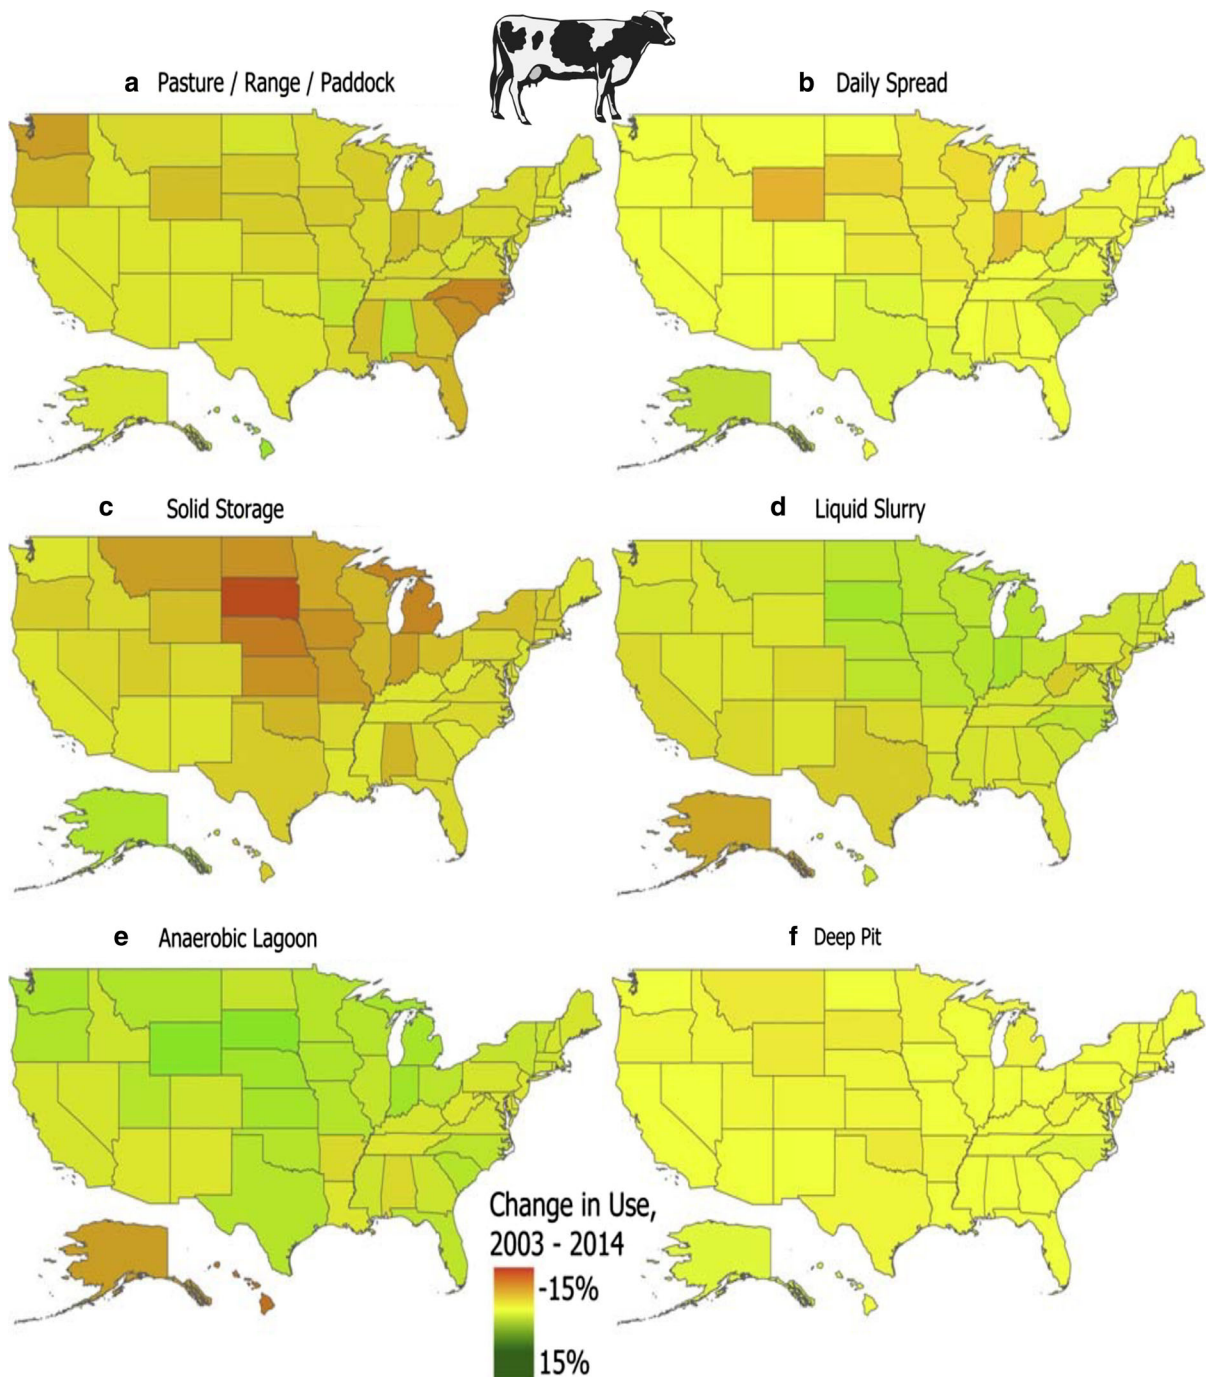 a Pasture / Range / Paddock
b Daily Spread
c Solid Storage
d Liquid Slurry
e Anaerobic Lagoon
f Deep Pit
Change in Use,
2003 - 2014
-15%
15%